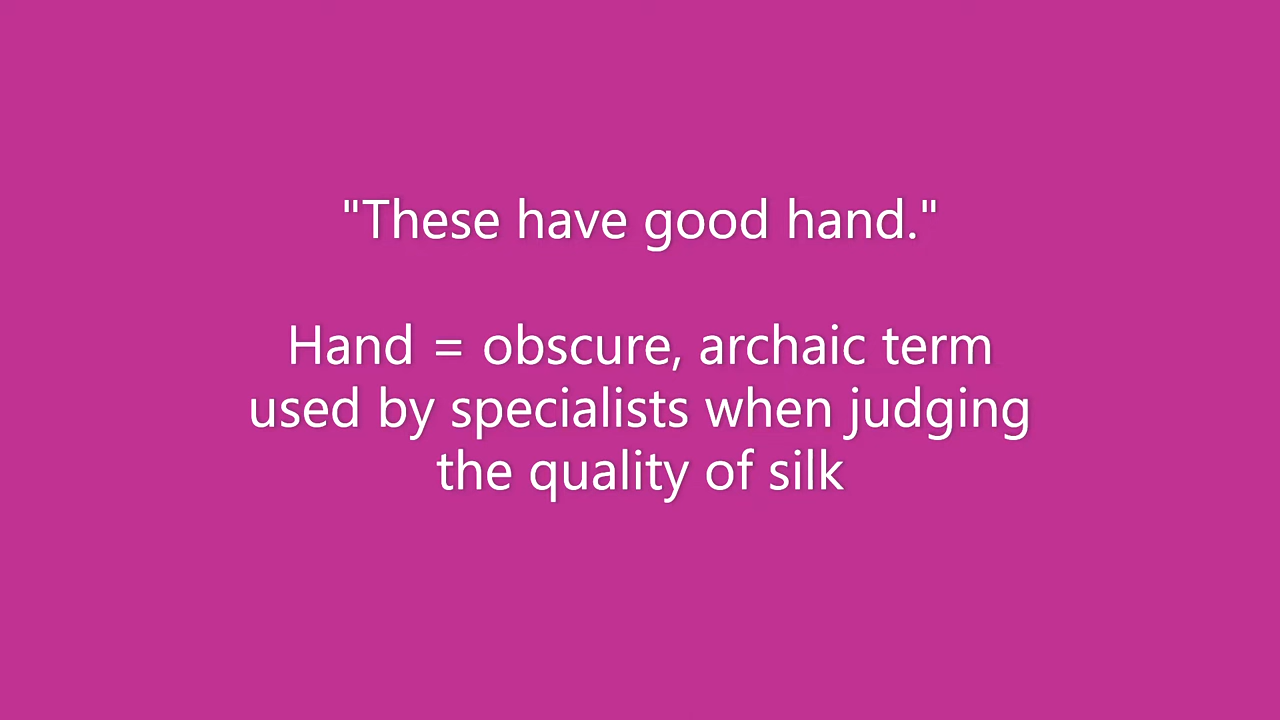 "These have good hand."
Hand = obscure, archaic term
used by specialists when judging
the quality of silk